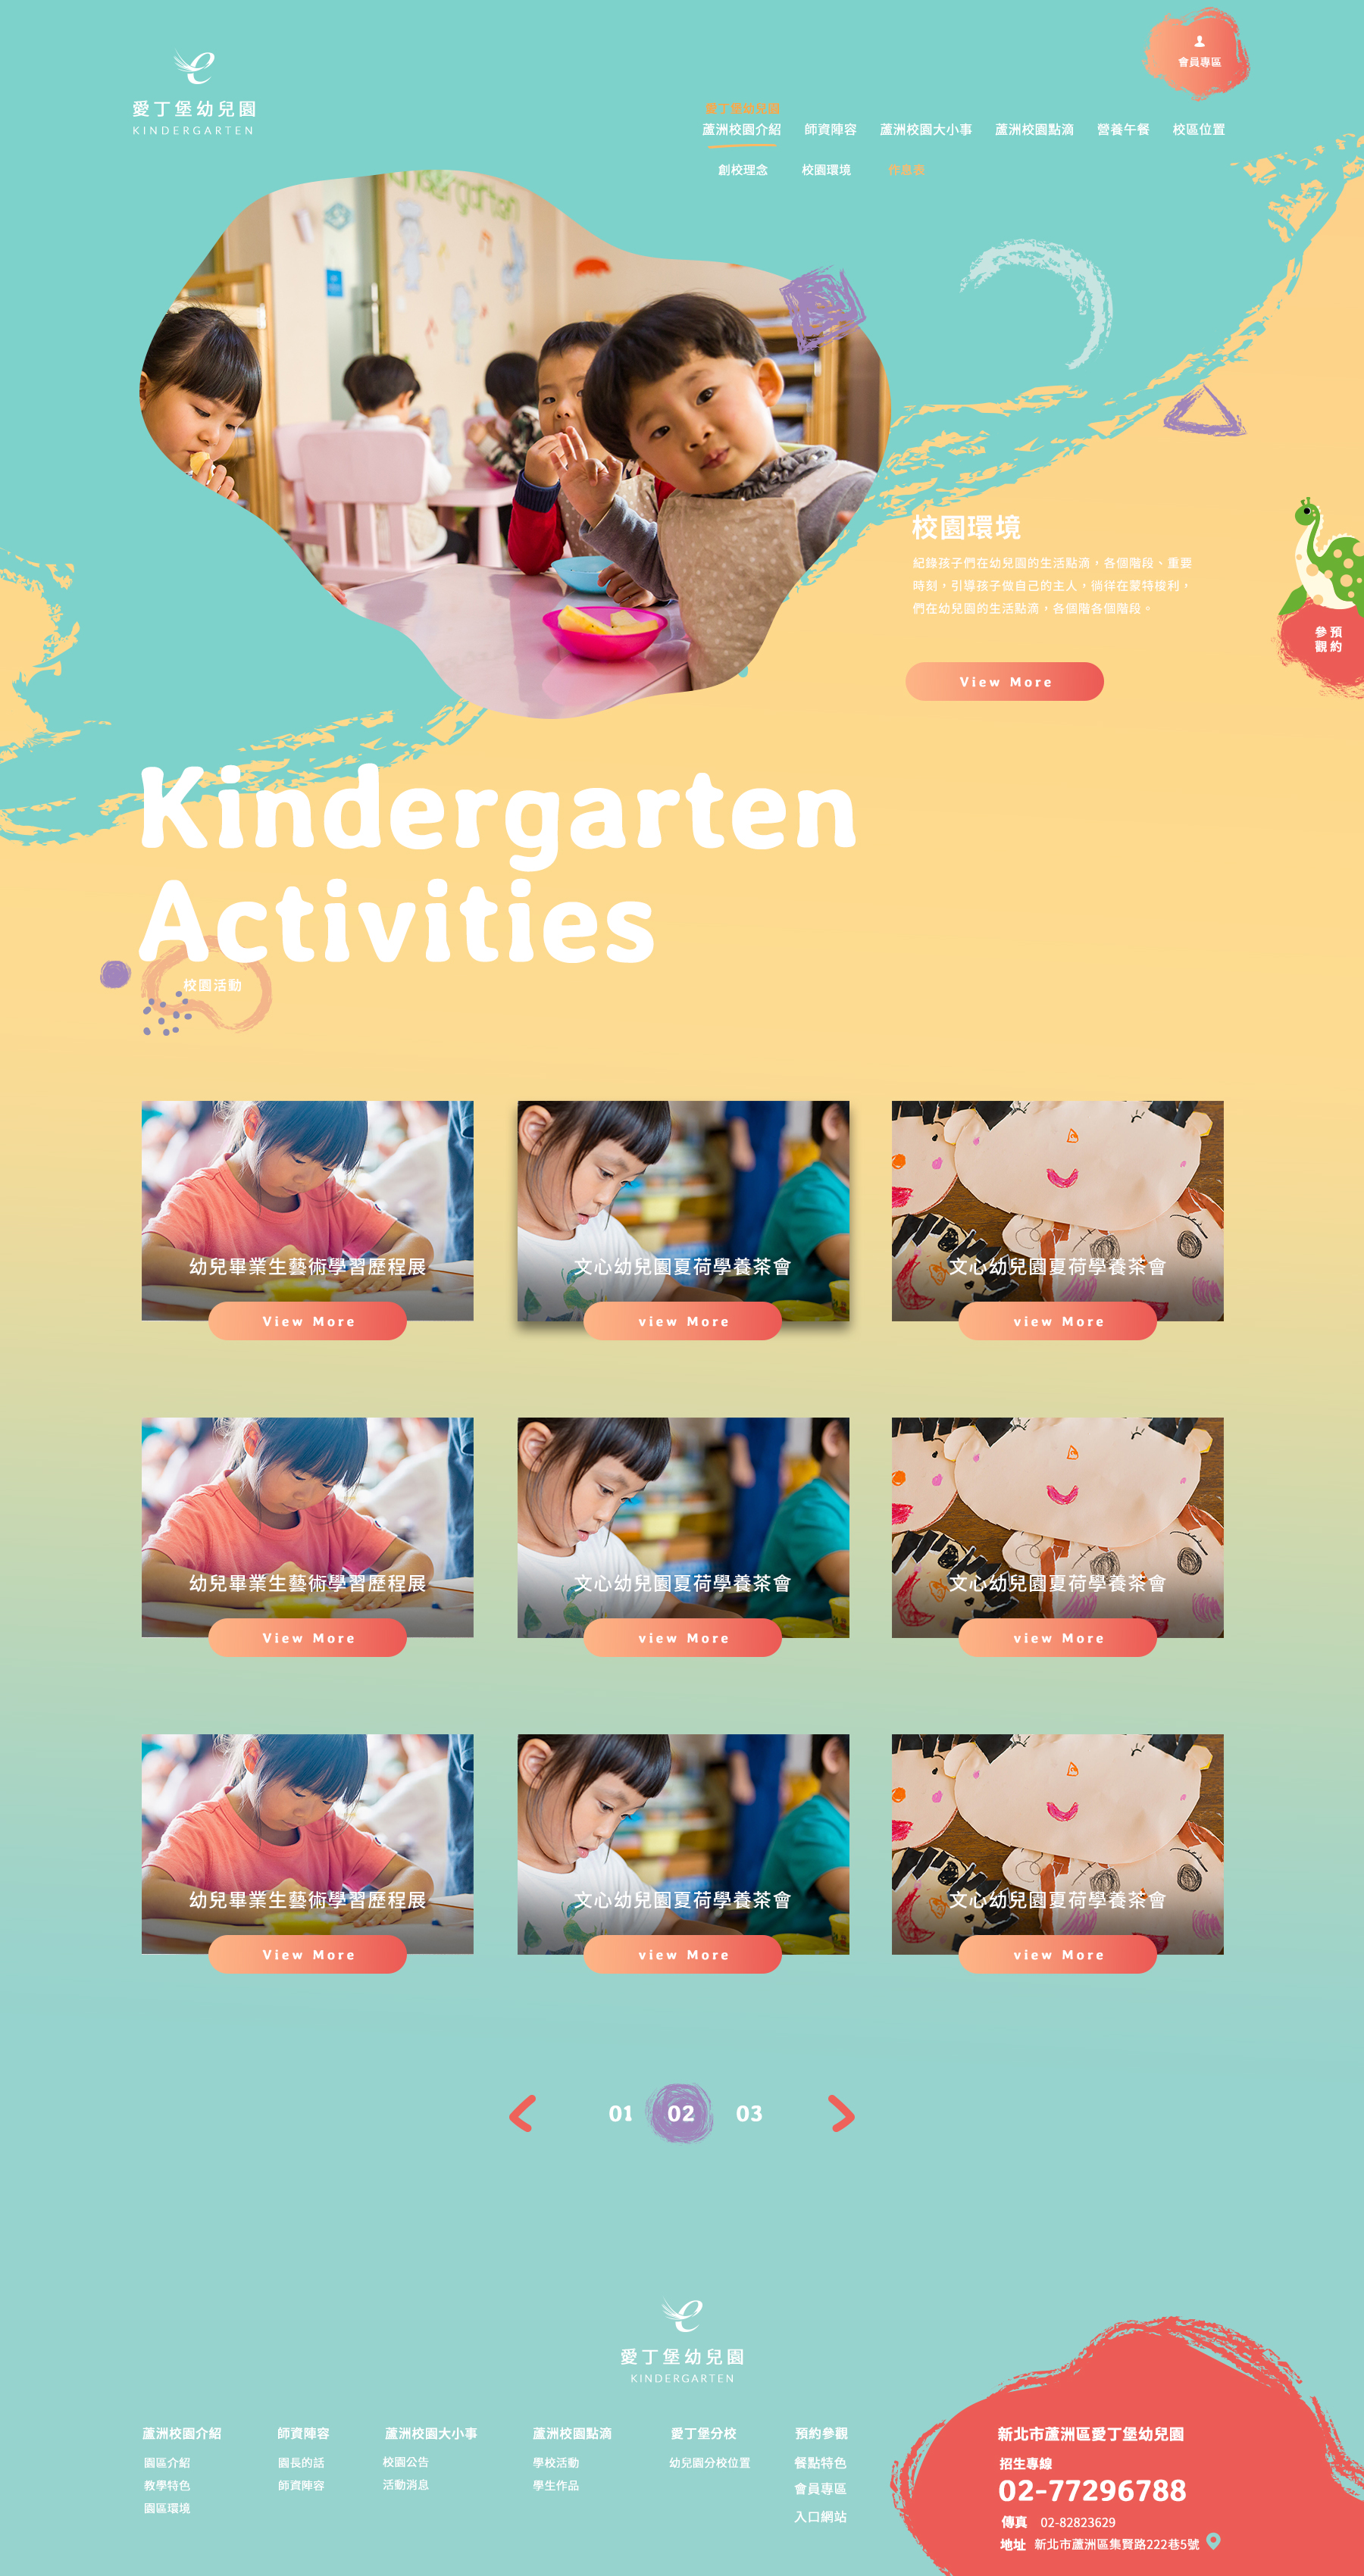 會員專區
愛丁堡幼兒園
KINDERGARTEN
愛丁堡幼兒園
蘆洲校園介紹 師資陣容 蘆洲校園大小事 蘆洲校園點滴 營養午餐 校區位置
創校理念 校園環境 作息表
Kindergarten
校園環境
紀錄孩子們在幼兒園的生活點滴，各個階段、重要
時刻，引導孩子做自己的主人，徜徉在蒙特梭利，
們在幼兒園的生活點滴，各個階各個階段。
參預
觀約
View More
Kindergarten
Activities
校園活動
幼兒畢業生藝術學習歷程展
View More
文心幼兒園夏荷學養茶會
view More
文心幼兒園夏荷學養茶會
view More
幼兒畢業生藝術學習歷程展
View More
文心幼兒園夏荷學養茶會
view More
文心幼兒園夏荷學養茶會
view More
幼兒畢業生藝術學習歷程展
View More
文心幼兒園夏荷學養茶會
view More
文心幼兒園夏荷學養茶會
view More
01 02 03
愛丁堡幼兒園
KINDERGARTEN
蘆洲校園介紹
園區介紹
教學特色
園區環境
師資陣容
園長的話
師資陣容
蘆洲校園大小事
校園公告
活動消息
蘆洲校園點滴
學校活動
學生作品
愛丁堡分校
幼兒園分校位置
預約參觀
餐點特色
會員專區
入口網站
新北市蘆洲區愛丁堡幼兒園
招生專線
02-77296788
傳真 02-82823629
地址 新北市蘆洲區集賢路222巷5號